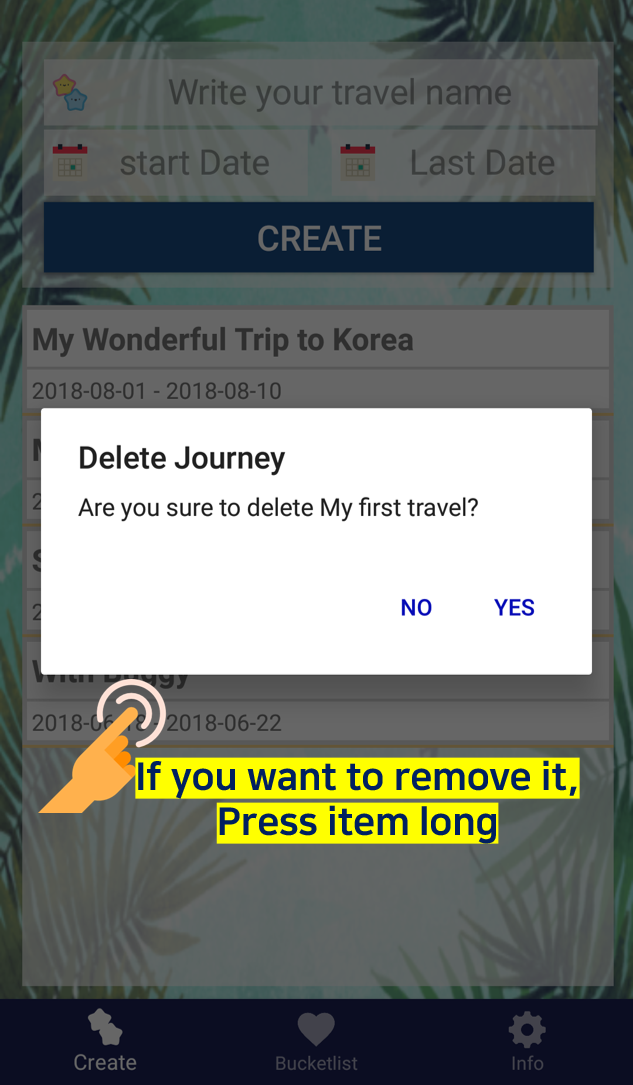 Write your travel name
start Date
Last Date
CREATE
My Wonderful Trip to Korea
2018-08-01 - 2018-08-10
Delete Journey
Are you sure to delete My first travel?
NO
YES
With
2018-06-18 - 2018-06-22
If you want to remove it,
Press item long
Create
Bucketlist
Info